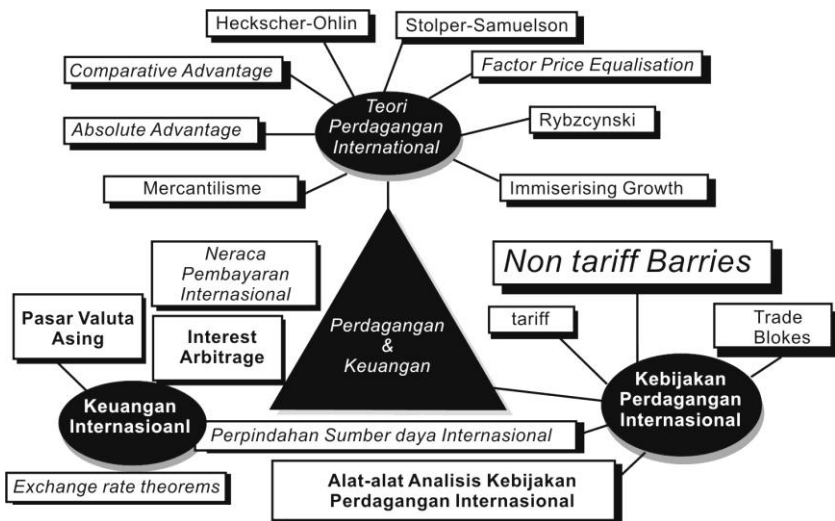 Heckscher-Ohlin
Stolper-Samuelson
Comparative Advantage
Factor Price Equalisation
Teori
Perdagangan
International
Absolute Advantage
Rybzcynski
Mercantilisme
Immiserising Growth
Neraca
Pembayaran
Internasional
Non tariff Barries
Pasar Valuta
Asing
Interest
Arbitrage
Perdagangan
&
Keuangan
tariff
Trade
Blokes
Keuangan
Internasioanl
Kebijakan
Perdagangan
Internasional
Perpindahan Sumber daya Internasional
Exchange rate theorems
Alat-alat Analisis Kebijakan
Perdagangan Internasional